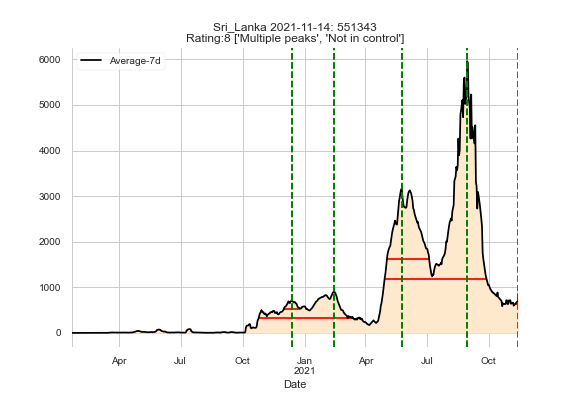 Sri_Lanka 2021-11-14: 551343
Rating:8 ['Multiple peaks', 'Not in control']
Average-7d
6000
5000
4000
3000
2000
1000
0
Apr Jul Oct Jan Apr Jul Oct
2021
Date